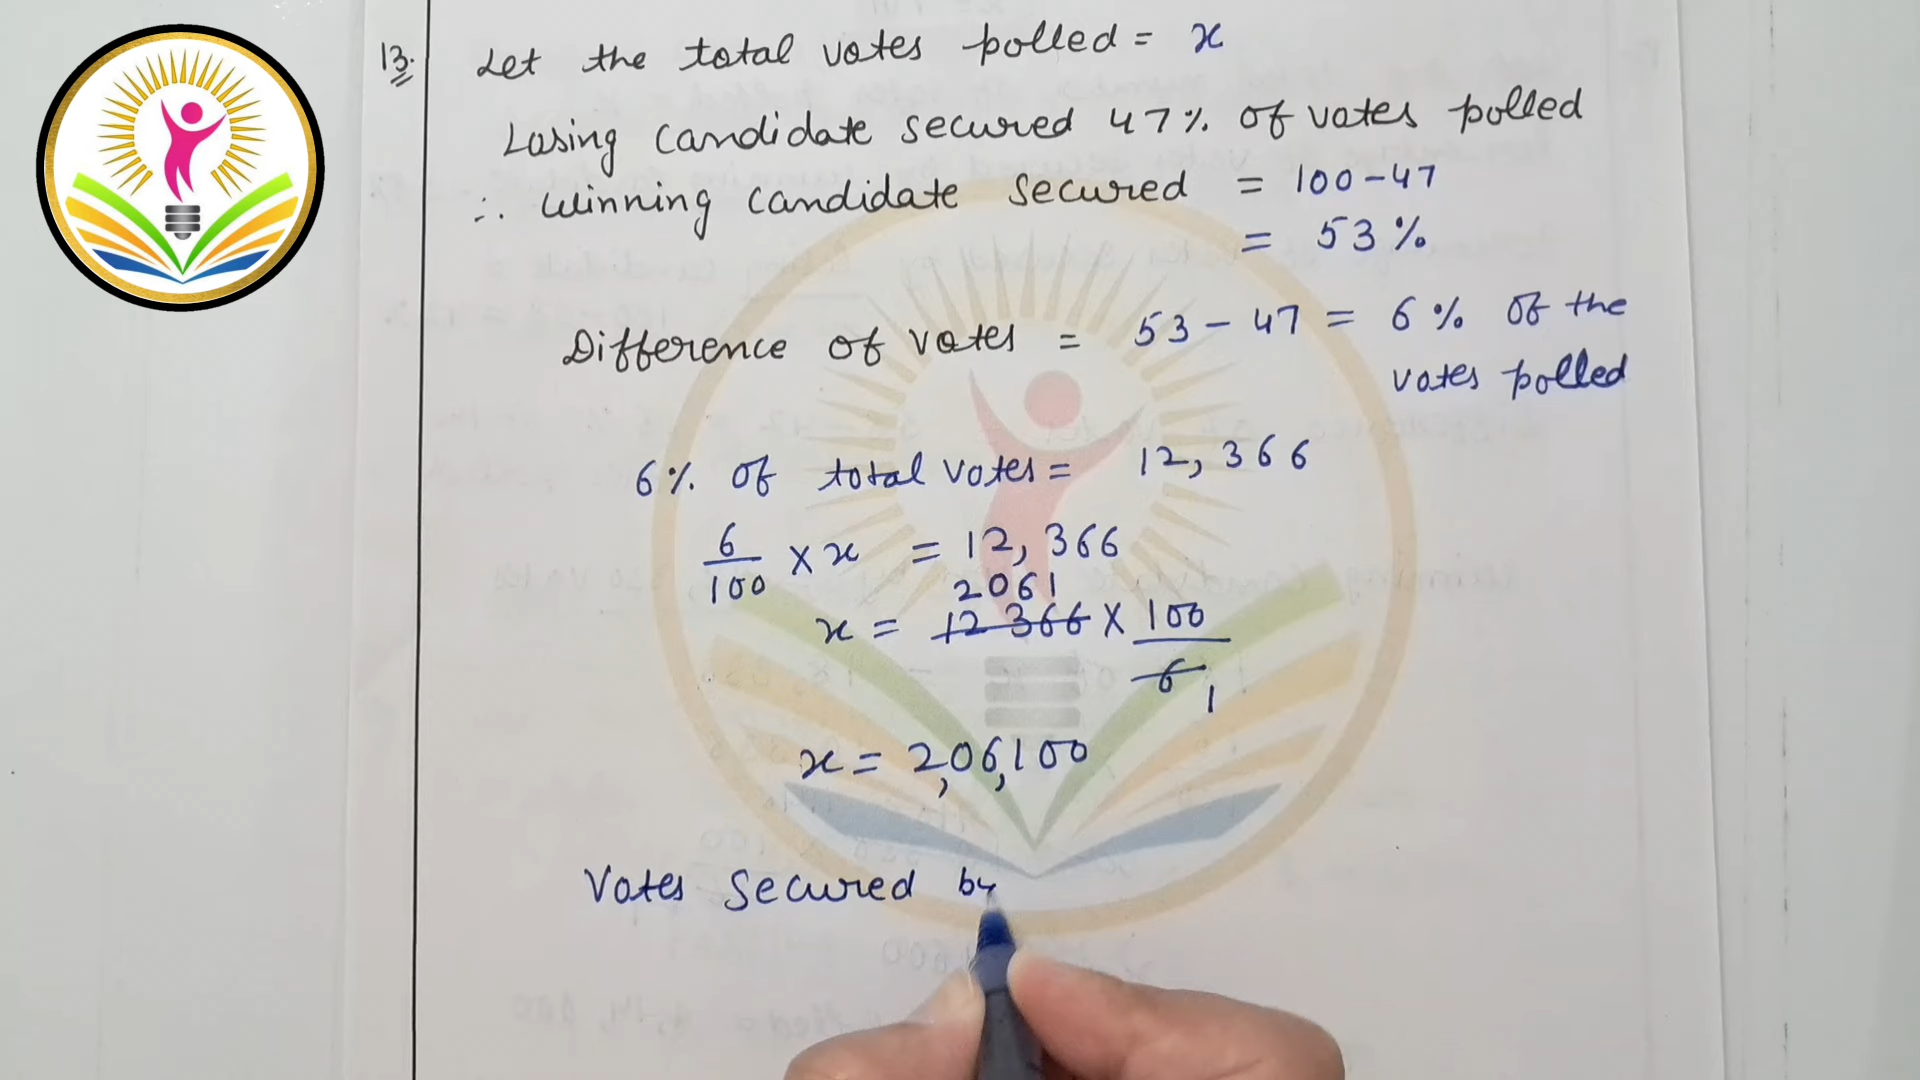 13. Let the total votes polled = x
Losing candidate secured 47% of votes polled
∴ Winning candidate secured = 100-47
= 53%
Difference of votes = 53-47 = 6% of the
votes polled
6% of total votes = 12,366
6/100 × x = 12,366
2061
x = 12366 × 100/6 1
x = 2,06,100
Votes secured by